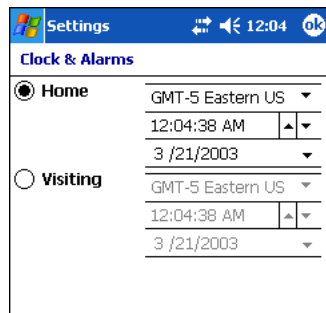 Settings 12:04 ok
Clock & Alarms
Home GMT-5 Eastern US
12:04:38 AM
3 /21/2003
Visiting GMT-5 Eastern US
12:04:38 AM
3 /21/2003